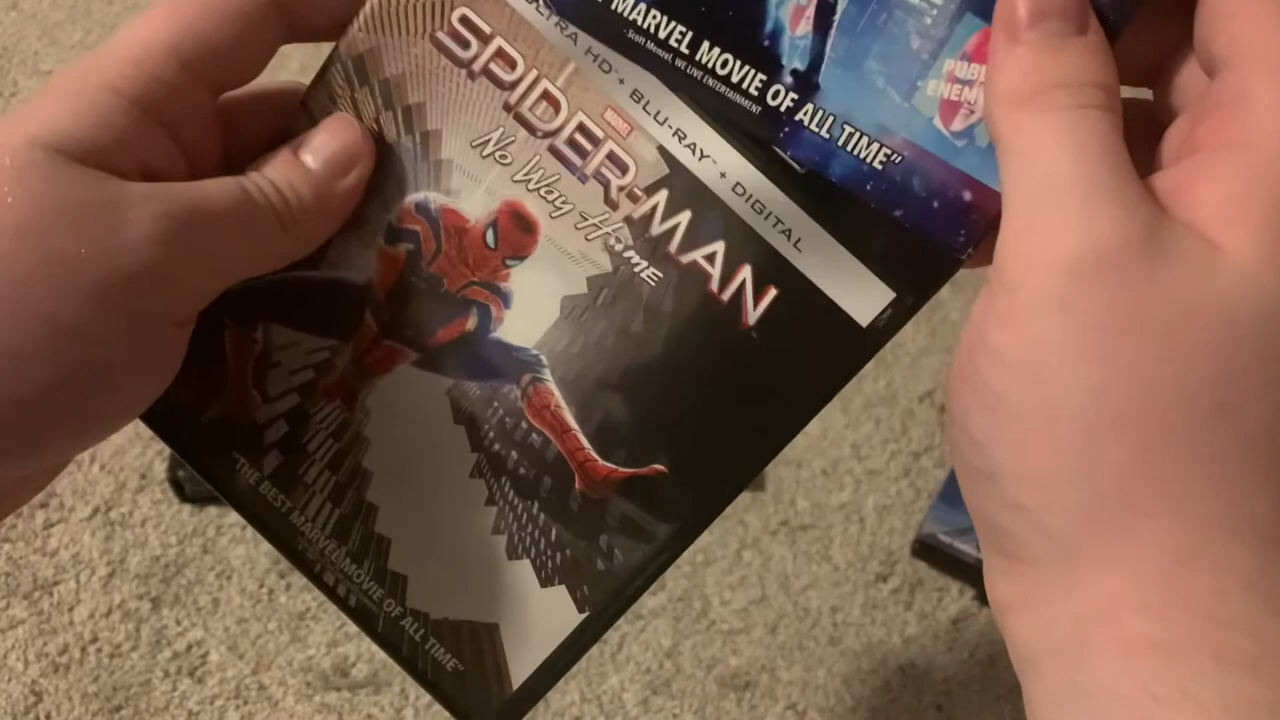 MARVEL MOVIE OF ALL TIME"
- Scott Menzel, WE LIVE ENTERTAINMENT
PUBL
ENEM
ULTRA HD + BLU-RAY™ + DIGITAL
MARVEL
SPIDER-MAN
No Way Home
"THE BEST MARVEL MOVIE OF ALL TIME"